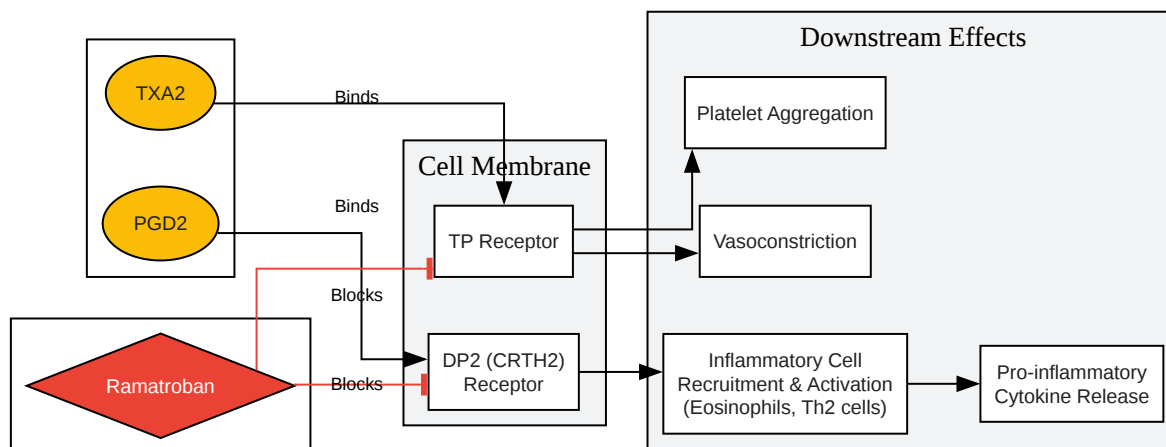 Downstream Effects
TXA2
Binds
Platelet Aggregation
Cell Membrane
PGD2
Binds
TP Receptor
Vasoconstriction
Blocks
Ramatroban
Blocks
DP2 (CRTH2)
Receptor
Inflammatory Cell
Recruitment & Activation
(Eosinophils, Th2 cells)
Pro-inflammatory
Cytokine Release